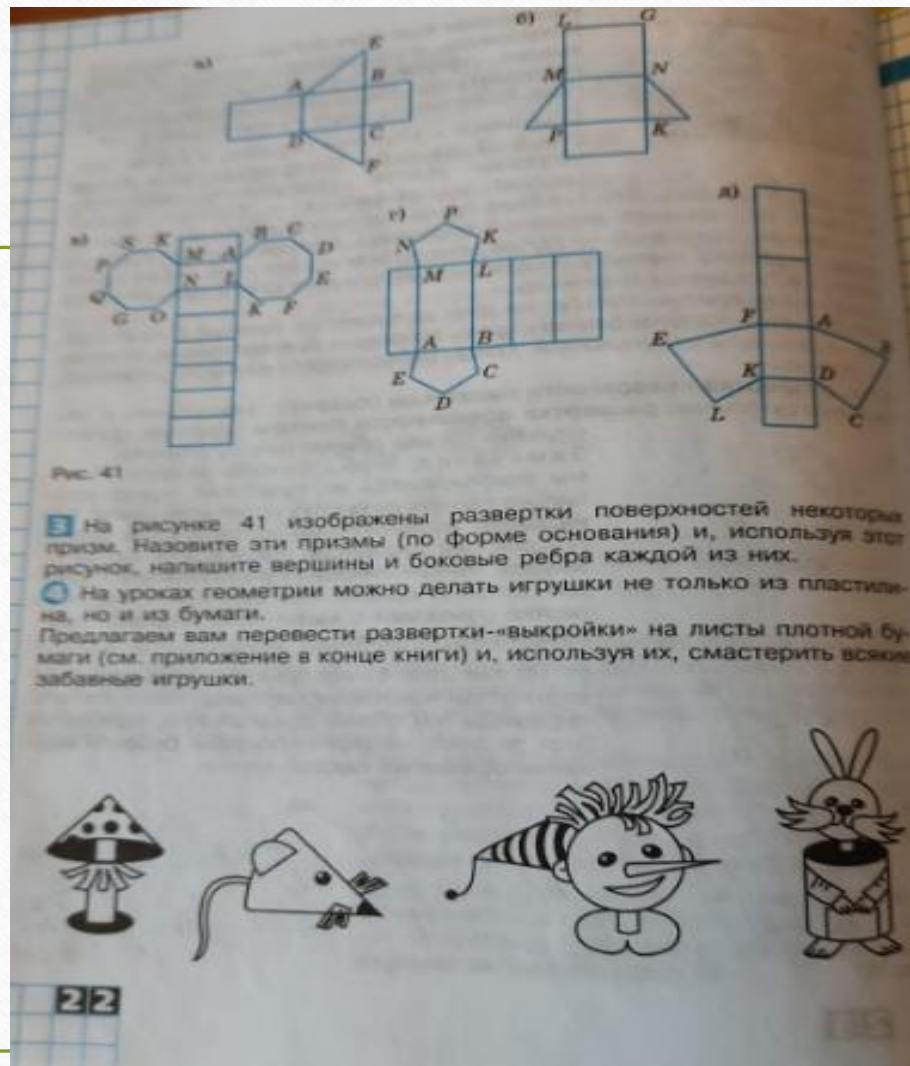 а)
E
A
B
D
C
F
б)
L
G
M
N
P
K
в)
S
K
M
A
B
C
P
D
N
L
E
Q
G
O
K
F
г)
P
N
K
M
L
A
B
E
C
D
д)
F
A
E
K
D
L
C
Рис. 41
3 На рисунке 41 изображены развертки поверхностей некоторых
призм. Назовите эти призмы (по форме основания) и, используя этот
рисунок, напишите вершины и боковые ребра каждой из них.
4 На уроках геометрии можно делать игрушки не только из пластили-
на, но и из бумаги.
Предлагаем вам перевести развертки-«выкройки» на листы плотной бу-
маги (см. приложение в конце книги) и, используя их, смастерить всякие
забавные игрушки.
22